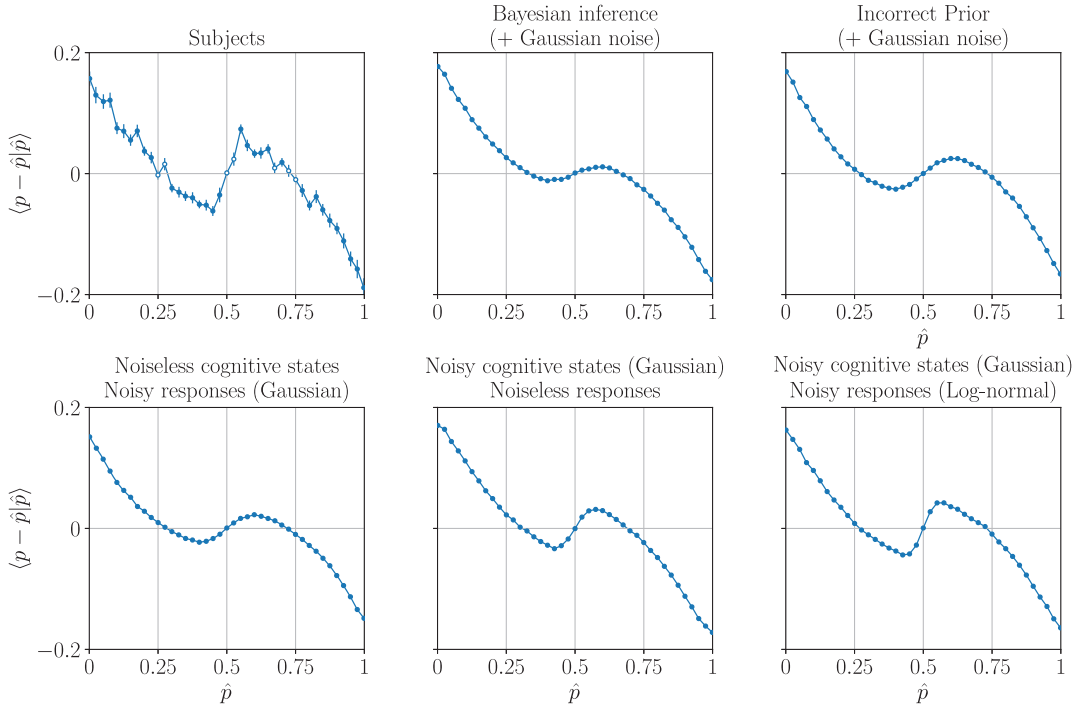 Subjects
Bayesian inference
(+ Gaussian noise)
Incorrect Prior
(+ Gaussian noise)
0.2
0
−0.2
⟨p − p̂|p̂⟩
0 0.25 0.5 0.75 1
0 0.25 0.5 0.75 1
0 0.25 0.5 0.75 1
p̂
Noiseless cognitive states
Noisy responses (Gaussian)
Noisy cognitive states (Gaussian)
Noiseless responses
Noisy cognitive states (Gaussian)
Noisy responses (Log-normal)
0.2
0
−0.2
⟨p − p̂|p̂⟩
0 0.25 0.5 0.75 1
0 0.25 0.5 0.75 1
0 0.25 0.5 0.75 1
p̂
p̂
p̂